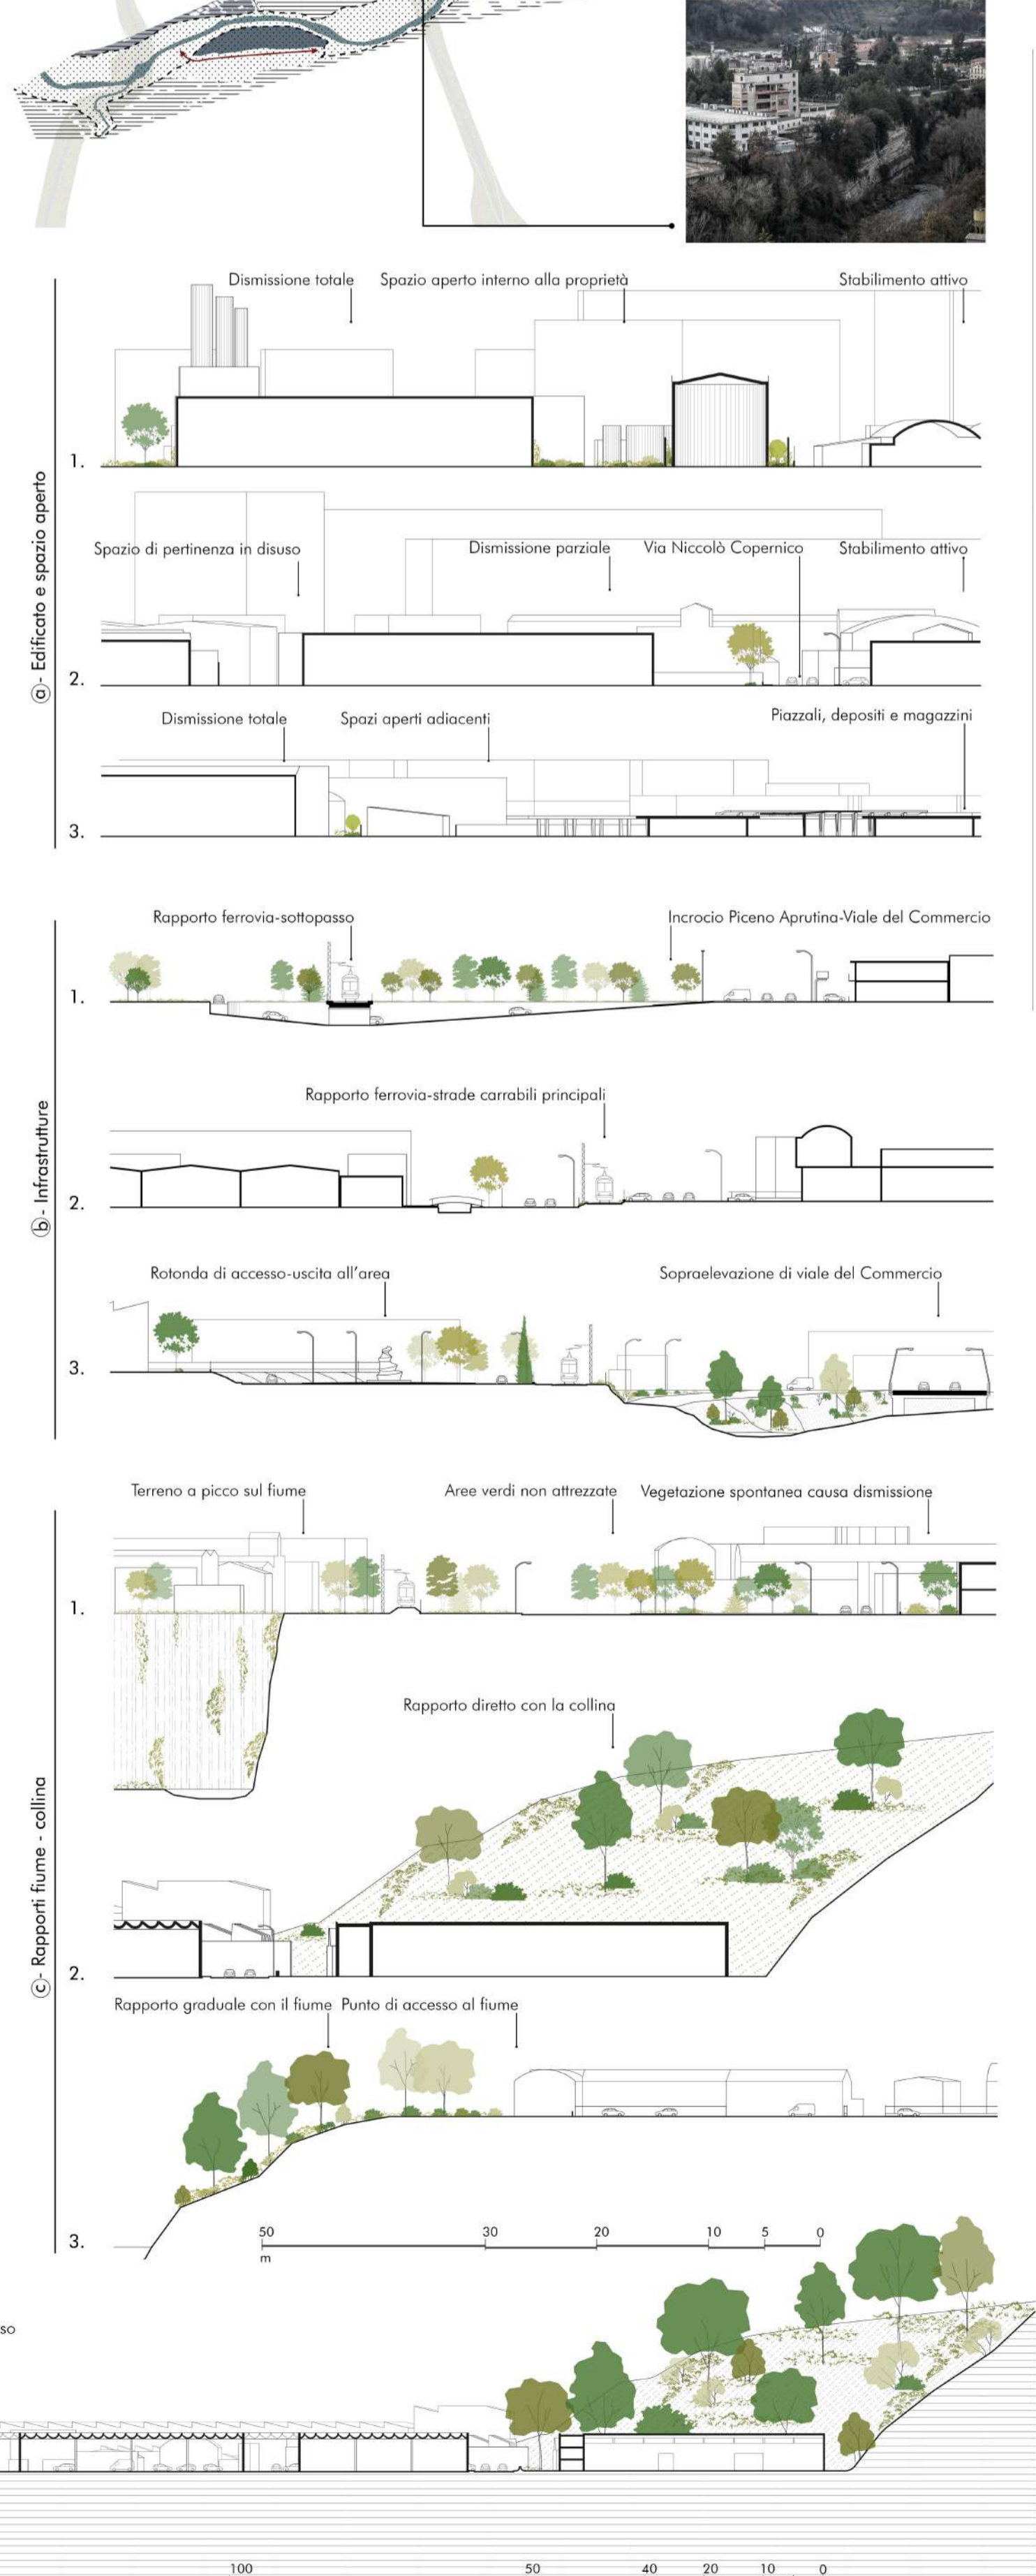 Dismissione totale Spazio aperto interno alla proprietà Stabilimento attivo
1.
ⓐ- Edificato e spazio aperto
Spazio di pertinenza in disuso Dismissione parziale Via Niccolò Copernico Stabilimento attivo
2.
Dismissione totale Spazi aperti adiacenti Piazzali, depositi e magazzini
3.
Rapporto ferrovia-sottopasso Incrocio Piceno Aprutina-Viale del Commercio
1.
ⓑ- Infrastrutture
Rapporto ferrovia-strade carrabili principali
2.
Rotonda di accesso-uscita all'area Sopraelevazione di viale del Commercio
3.
Terreno a picco sul fiume Aree verdi non attrezzate Vegetazione spontanea causa dismissione
1.
ⓒ- Rapporti fiume - collina
Rapporto diretto con la collina
2.
Rapporto graduale con il fiume Punto di accesso al fiume
3.
50 30 20 10 5 0
m
so
100 50 40 20 10 0